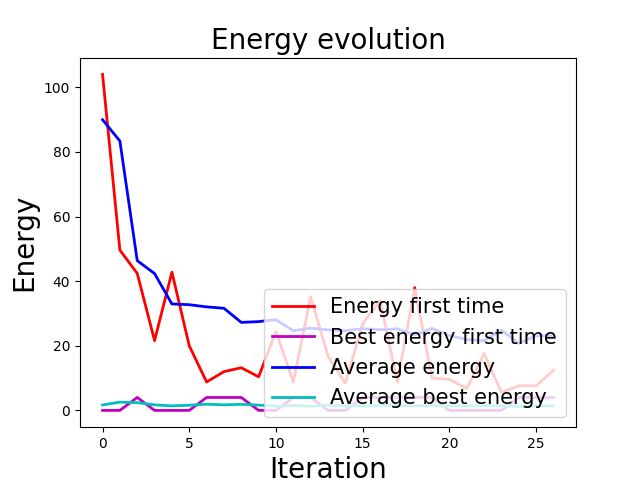 Energy evolution
Energy
100
80
60
40
20
0
Energy first time
Best energy first time
Average energy
Average best energy
0 5 10 15 20 25
Iteration